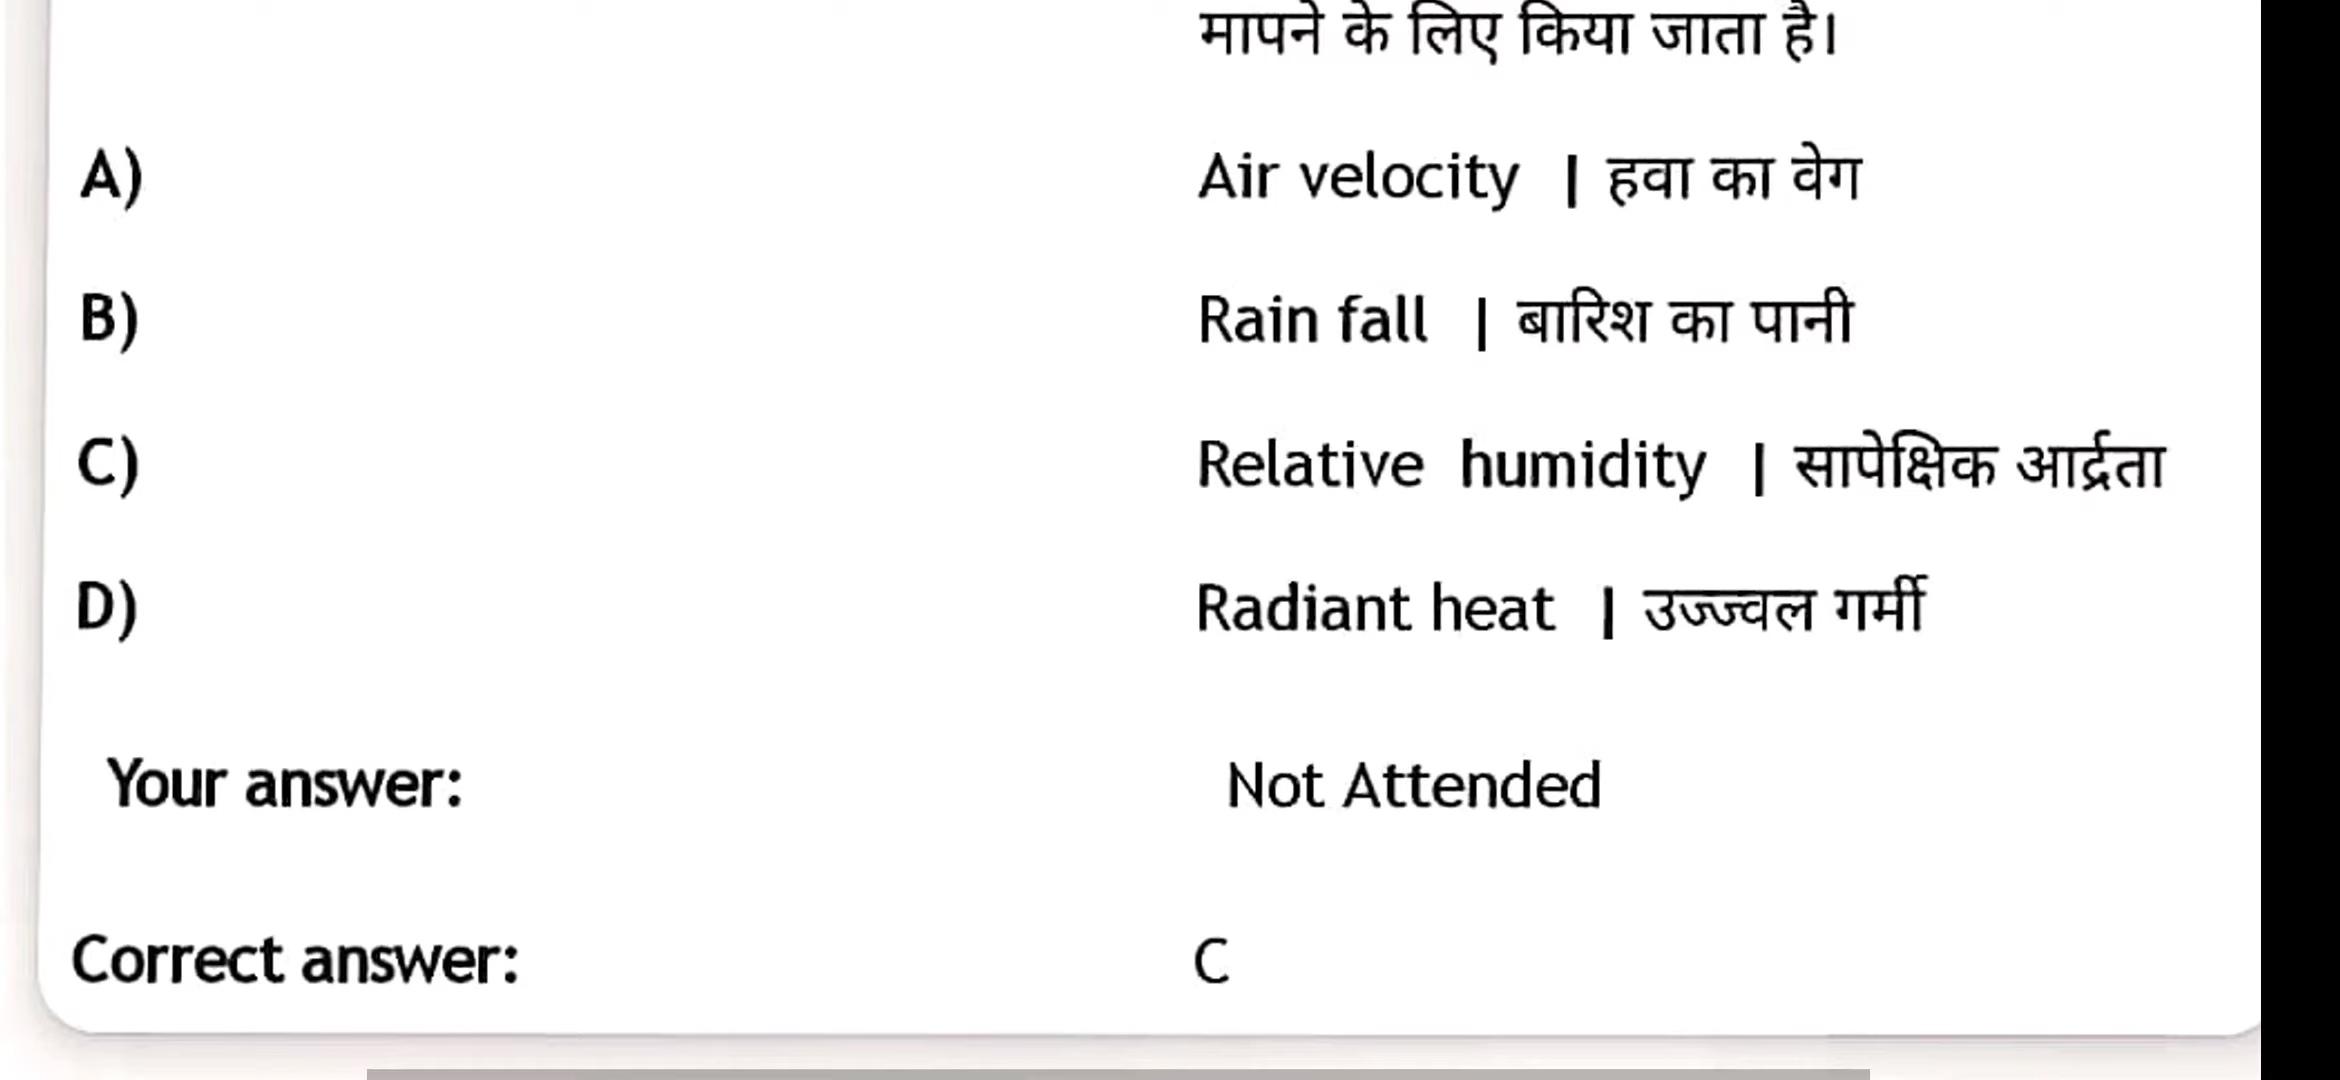 मापने के लिए किया जाता है।
A) Air velocity | हवा का वेग
B) Rain fall | बारिश का पानी
C) Relative humidity | सापेक्षिक आर्द्रता
D) Radiant heat | उज्ज्वल गर्मी
Your answer: Not Attended
Correct answer: C